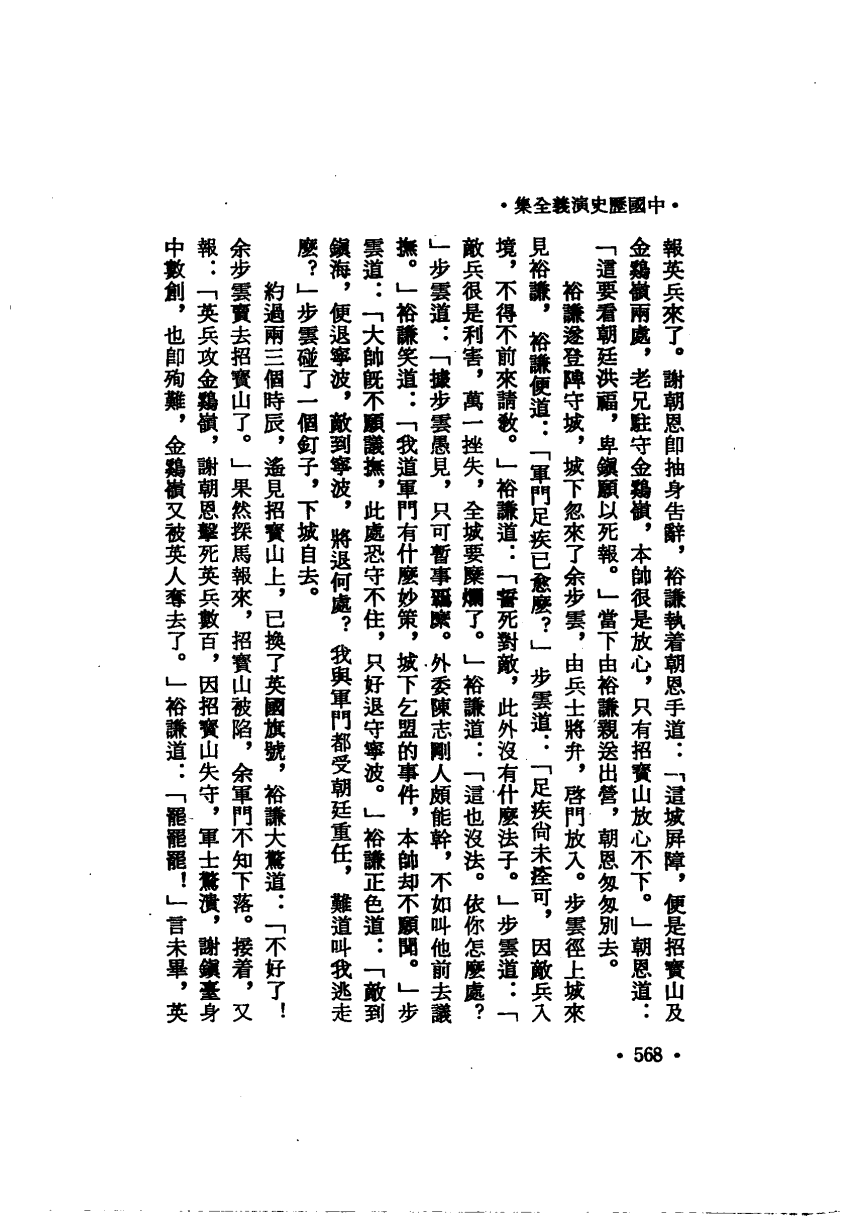 •中國歷史演義全集•
報英兵來了。謝朝恩卽抽身告辭，裕謙執着朝恩手道：「這城屛障，便是招寶山及
金鷄嶺兩處，老兄駐守金鷄嶺，本帥很是放心，只有招寶山放心不下。」朝恩道：
「這要看朝廷洪福，卑鎭願以死報。」當下由裕謙親送出營，朝恩匆匆別去。
裕謙遂登陴守城，城下忽來了余步雲，由兵士將弁，啓門放入。步雲徑上城來
見裕謙，裕謙便道：「軍門足疾已愈麼？」步雲道：「足疾尙未痊可，因敵兵入
境，不得不前來請敎。」裕謙道：「誓死對敵，此外沒有什麼法子。」步雲道：「
敵兵很是利害，萬一挫失，全城要糜爛了。」裕謙道：「這也沒法。依你怎麼處？
」步雲道：「據步雲愚見，只可暫事羈縻。外委陳志剛人頗能幹，不如叫他前去議
撫。」裕謙笑道：「我道軍門有什麼妙策，城下乞盟的事件，本帥却不願聞。」步
雲道：「大帥旣不願議撫，此處恐守不住，只好退守寧波。」裕謙正色道：「敵到
鎭海，便退寧波，敵到寧波，將退何處？我與軍門都受朝廷重任，難道叫我逃走
麼？」步雲碰了一個釘子，下城自去。
約過兩三個時辰，遙見招寶山上，已換了英國旗號，裕謙大驚道：「不好了！
余步雲賣去招寶山了。」果然探馬報來，招寶山被陷，余軍門不知下落。接着，又
報：「英兵攻金鷄嶺，謝朝恩擊死英兵數百，因招寶山失守，軍士驚潰，謝鎭臺身
中數創，也卽殉難，金鷄嶺又被英人奪去了。」裕謙道：「罷罷罷！」言未畢，英
•568•